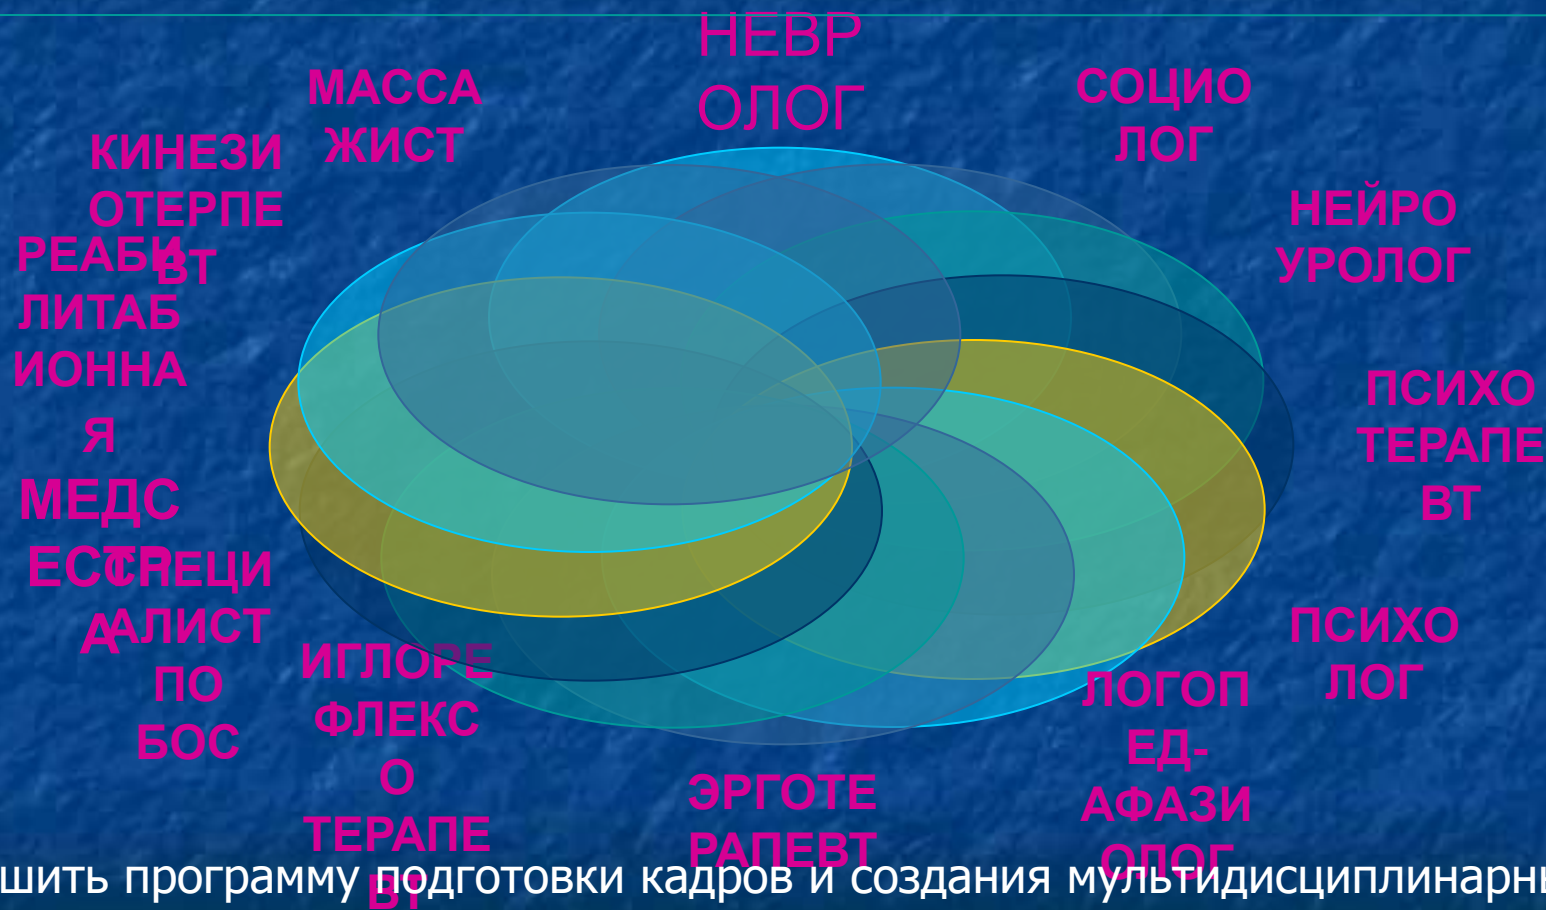 НЕВР
ОЛОГ
СОЦИО
ЛОГ
НЕЙРО
УРОЛОГ
ПСИХО
ТЕРАПЕ
ВТ
ПСИХО
ЛОГ
ЛОГОП
ЕД-
АФАЗИ
ОЛОГ
ЭРГОТЕ
РАПЕВТ
ИГЛОРЕ
ФЛЕКС
О
ТЕРАПЕ
ВТ
СПЕЦИ
АЛИСТ
ПО
БОС
РЕАБИ
ЛИТАБ
ИОННА
Я
МЕДС
ЕСТР
А
КИНЕЗИ
ОТЕРПЕ
ВТ
МАССА
ЖИСТ
шить программу подготовки кадров и создания мультидисциплинарн